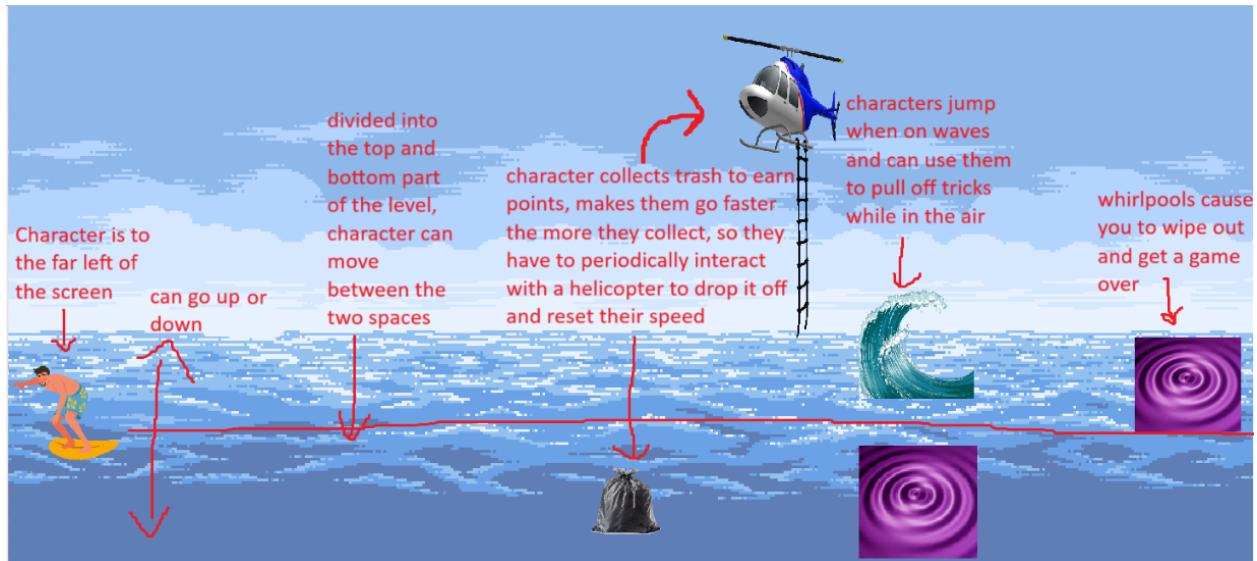 Character is to
the far left of
the screen
can go up or
down
divided into
the top and
bottom part
of the level,
character can
move
between the
two spaces
character collects trash to earn
points, makes them go faster
the more they collect, so they
have to periodically interact
with a helicopter to drop it off
and reset their speed
characters jump
when on waves
and can use them
to pull off tricks
while in the air
whirlpools cause
you to wipe out
and get a game
over